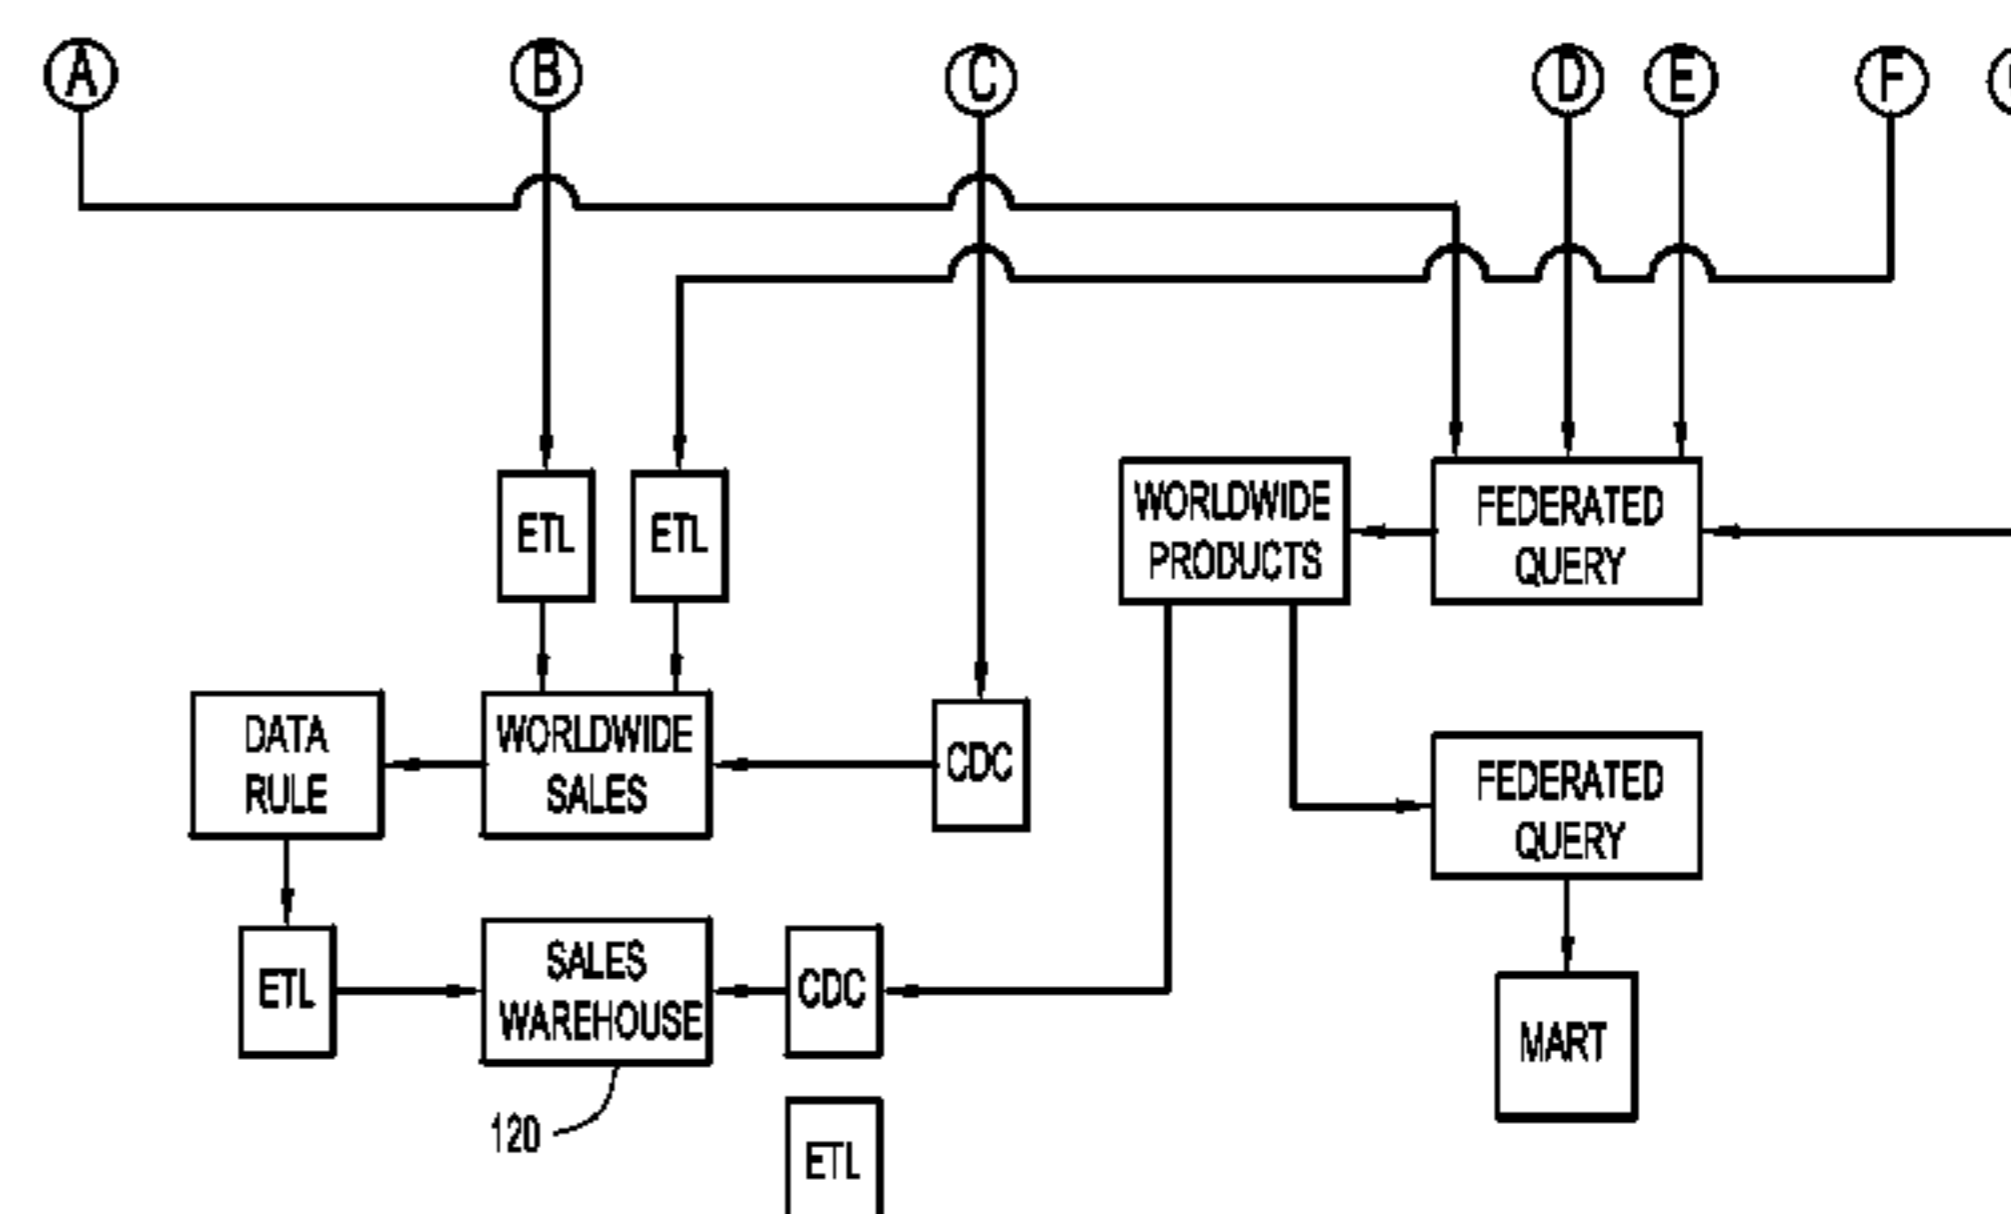 A B C D E F
ETL
ETL
WORLDWIDE
PRODUCTS
FEDERATED
QUERY
DATA
RULE
WORLDWIDE
SALES
CDC
FEDERATED
QUERY
ETL
SALES
WAREHOUSE
CDC
MART
120
ETL